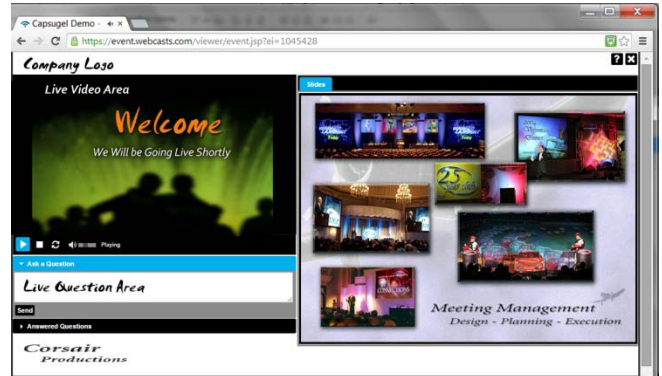 Capsugel Demo -
https://event.webcasts.com/viewer/event.jsp?ei=1045428
Company Logo
Live Video Area
Welcome
We Will be Going Live Shortly
Playing
Ask a Question
Live Question Area
Send
Answered Questions
Corsair
Productions
Slides
25
Meeting Management
Design - Planning - Execution